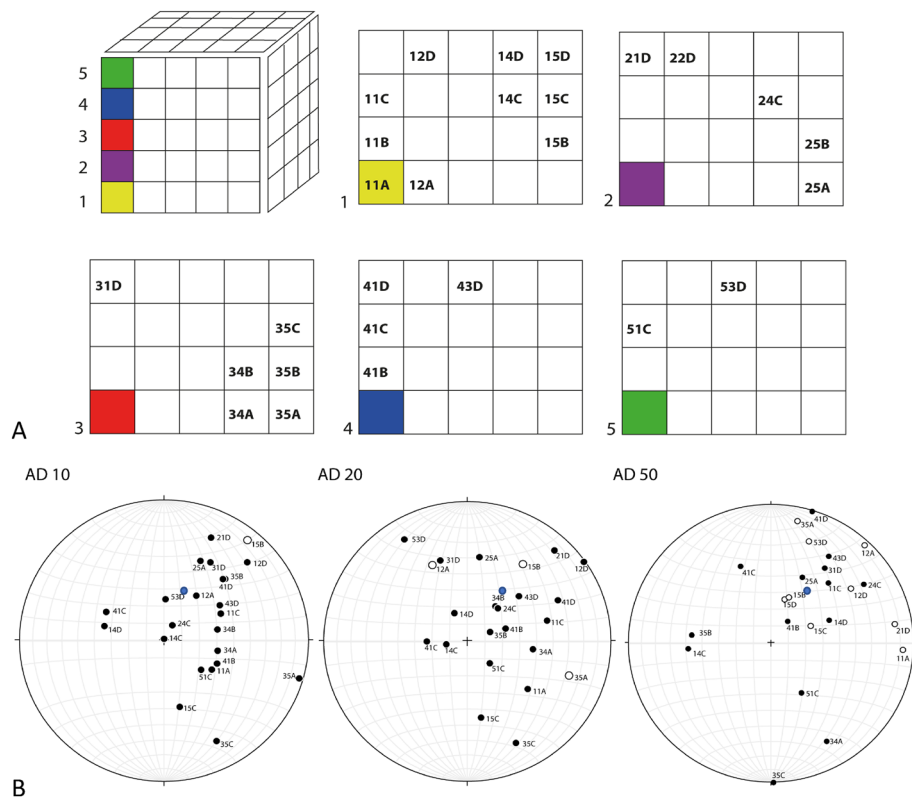 5
4
3
2
1
12D 14D 15D
11C 14C 15C
11B 15B
11A 12A
1
21D 22D
24C
25B
25A
2
31D
35C
34B 35B
34A 35A
3
41D 43D
41C
41B
4
53D
51C
5
A
AD 10
21D
15B
25A 31D 12D
35B
41D
53D 12A
43D
41C 11C
14D 24C 34B
14C
34A
41B
51C 11A
35A
15C
35C
AD 20
53D
21D
31D 25A
12A 15B 12D
34B 43D 41D
24C
14D
11C
41B
35B
41C 14C 34A
51C
35A
11A
15C
35C
AD 50
41D
35A
53D 12A
43D
41C 31D
25A 11C 24C
12D
15B
15D
41B 14D
15C 21D
35B
14C 11A
51C
34A
35C
B